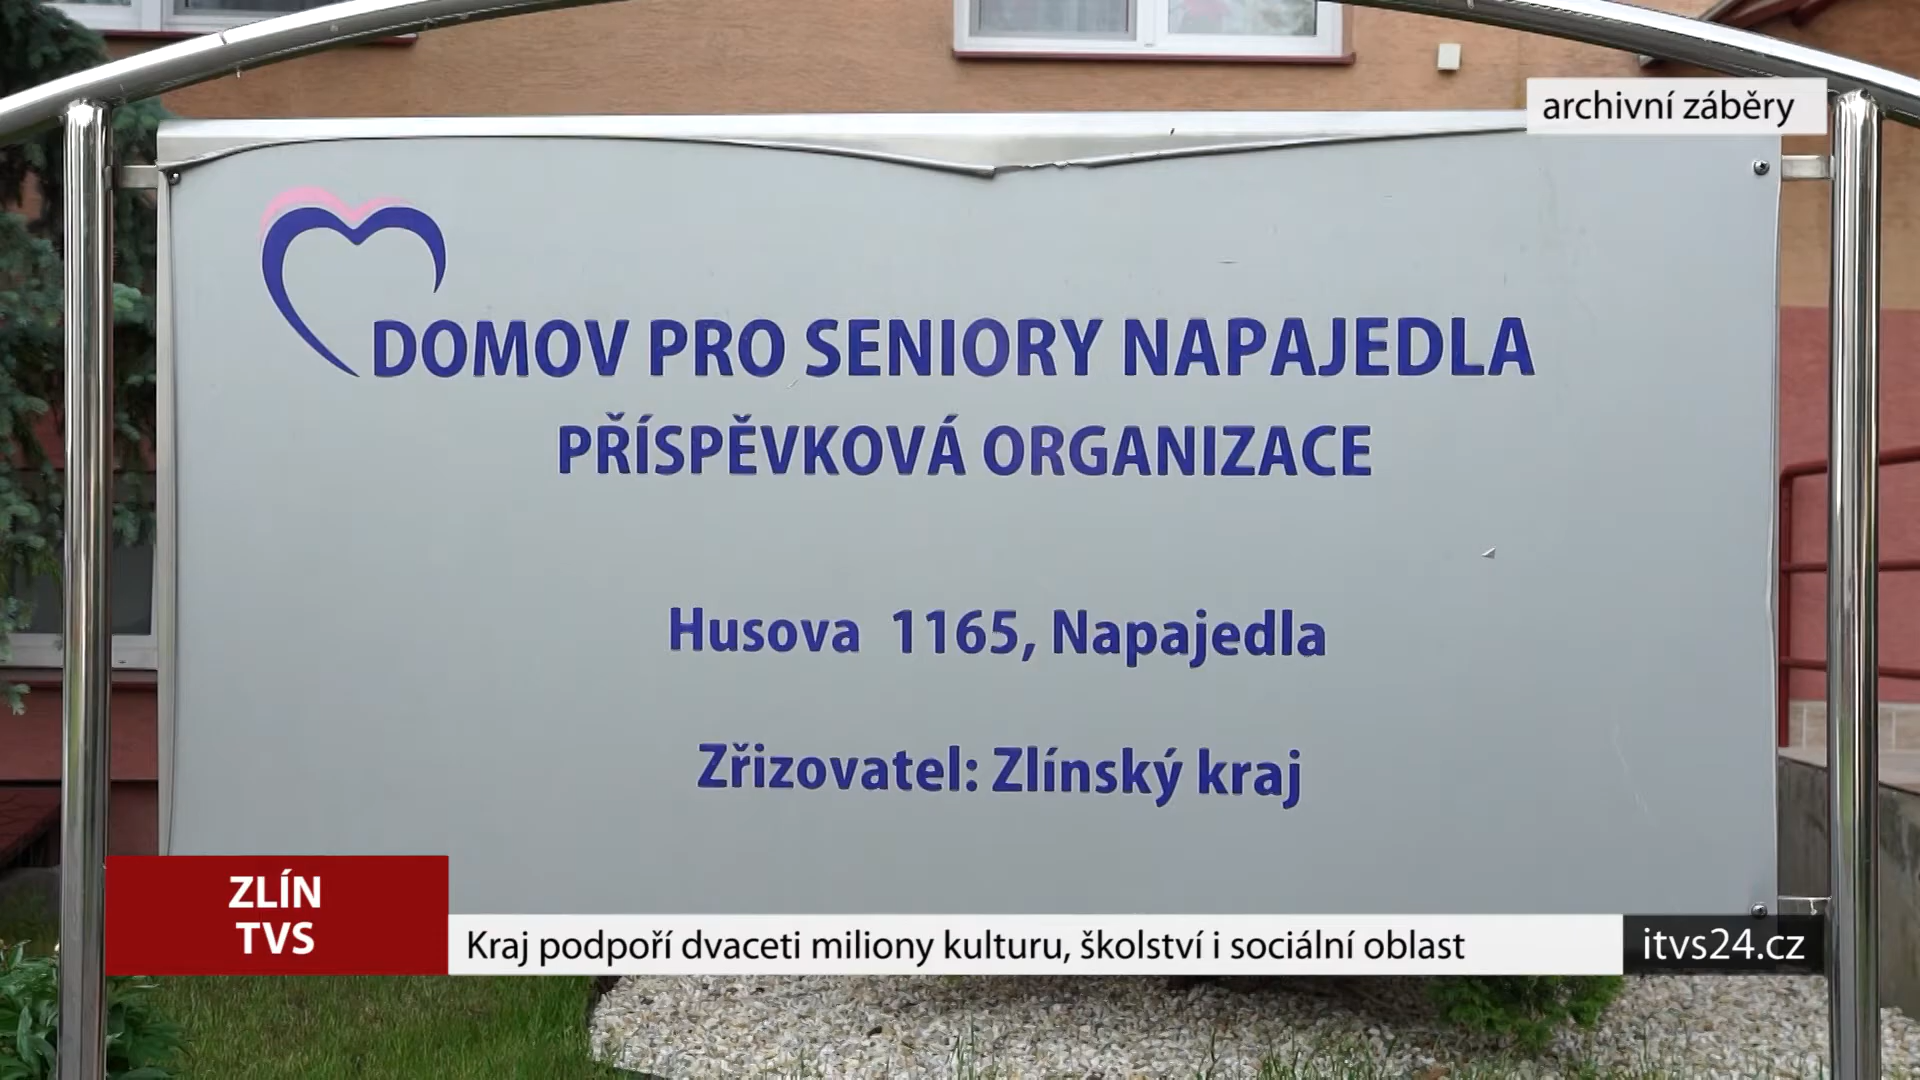 archivní záběry
DOMOV PRO SENIORY NAPAJEDLA
PŘÍSPĚVKOVÁ ORGANIZACE
Husova 1165, Napajedla
Zřizovatel: Zlínský kraj
ZLÍN
TVS
Kraj podpoří dvaceti miliony kulturu, školství i sociální oblast
itvs24.cz